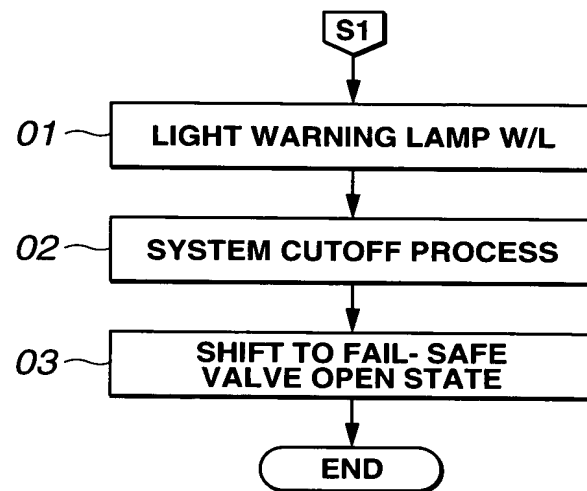 S1
01
LIGHT WARNING LAMP W/L
02
SYSTEM CUTOFF PROCESS
03
SHIFT TO FAIL- SAFE
VALVE OPEN STATE
END